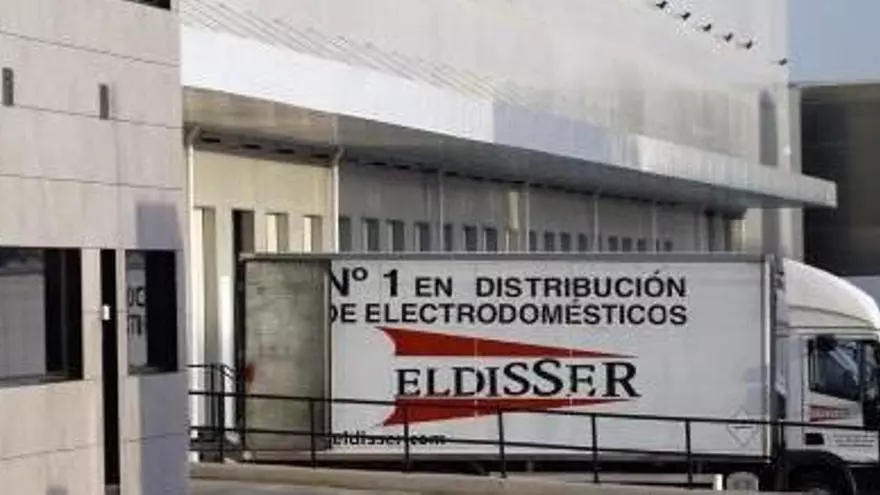 Nº 1 EN DISTRIBUCIÓN
DE ELECTRODOMÉSTICOS
ELDISSER
eldisser.com